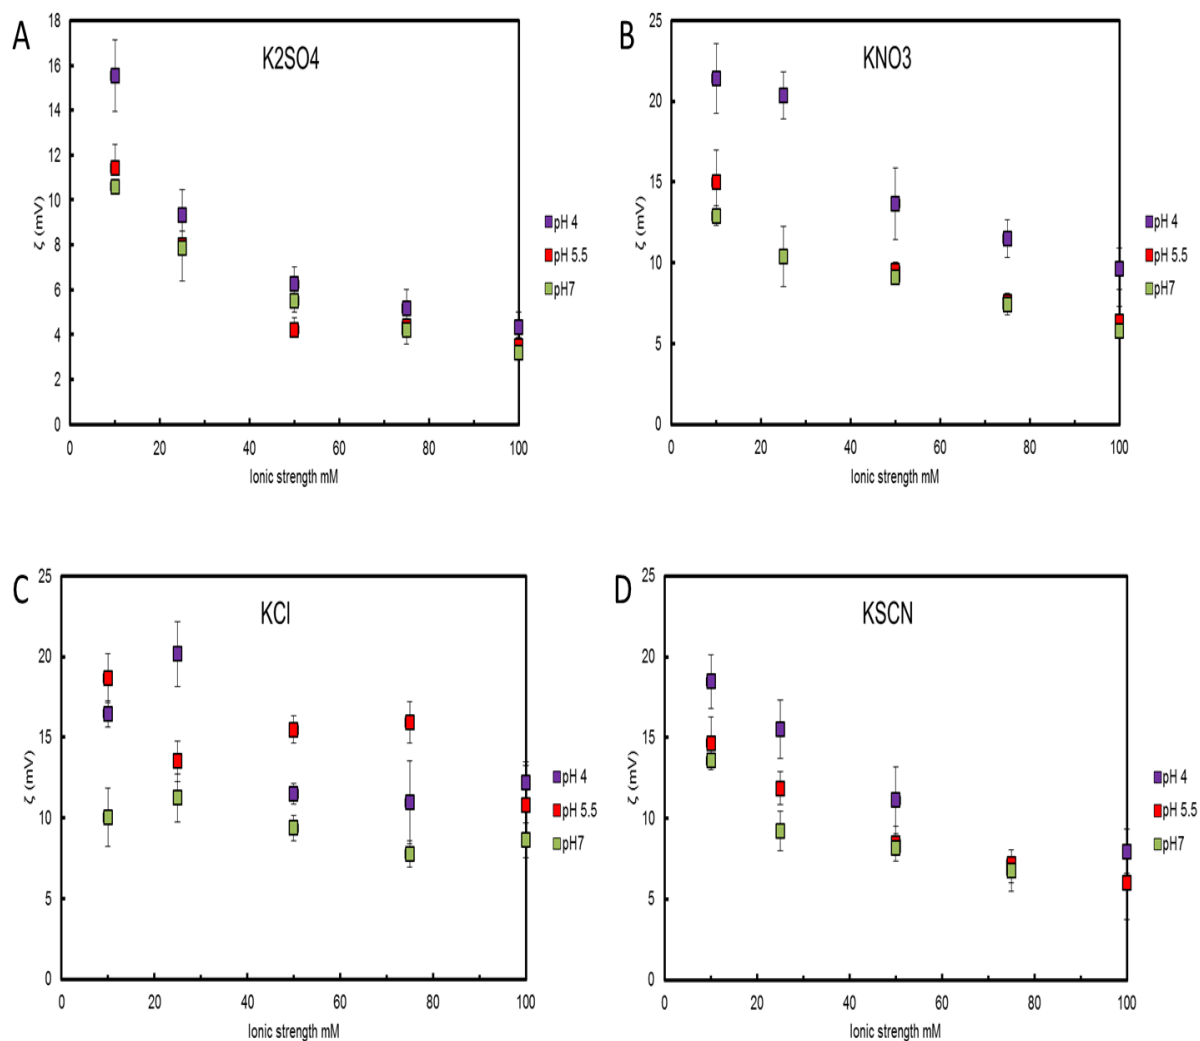 A
K2SO4
18
16
14
12
10
8
6
4
2
0
ζ (mV)
0 20 40 60 80 100
Ionic strength mM
pH 4
pH 5.5
pH7
B
KNO3
25
20
15
10
5
0
ζ (mV)
0 20 40 60 80 100
Ionic strength mM
pH 4
pH 5.5
pH7
C
KCl
25
20
15
10
5
0
ζ (mV)
0 20 40 60 80 100
Ionic strength mM
pH 4
pH 5.5
pH7
D
KSCN
25
20
15
10
5
0
ζ (mV)
0 20 40 60 80 100
Ionic strength mM
pH 4
pH 5.5
pH7